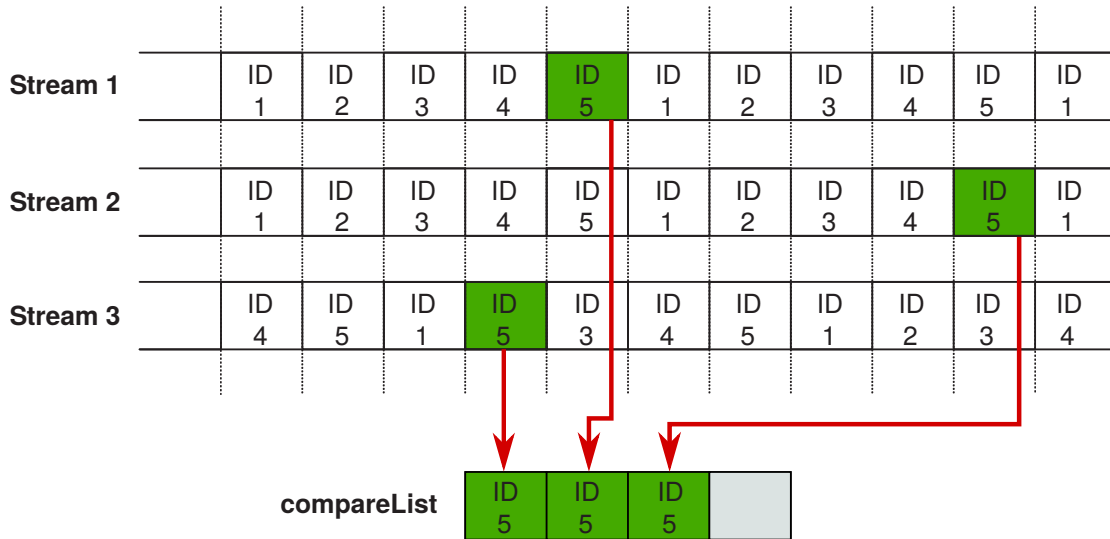 Stream 1
ID ID ID ID ID ID ID ID ID ID ID
1 2 3 4 5 1 2 3 4 5 1
Stream 2
ID ID ID ID ID ID ID ID ID ID ID
1 2 3 4 5 1 2 3 4 5 1
Stream 3
ID ID ID ID ID ID ID ID ID ID ID
4 5 1 5 3 4 5 1 2 3 4
compareList
ID ID ID
5 5 5